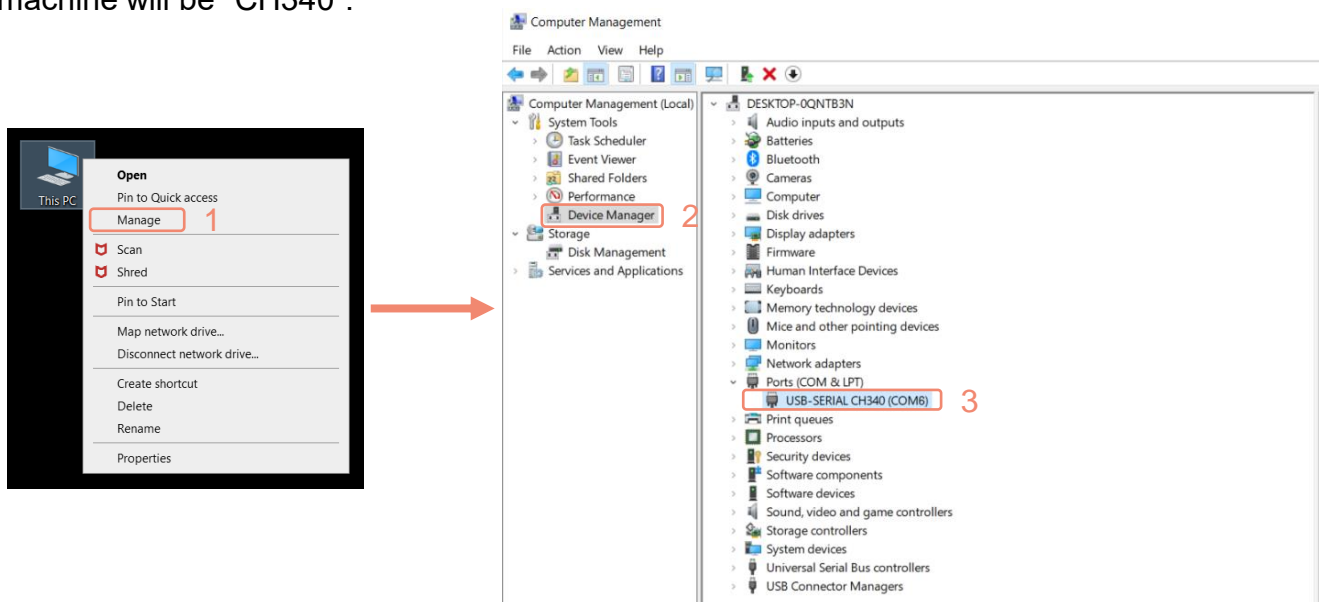 machine will be "CH340".
This PC
Open
Pin to Quick access
Manage
1
Scan
Shred
Pin to Start
Map network drive...
Disconnect network drive...
Create shortcut
Delete
Rename
Properties
Computer Management
File Action View Help
Computer Management (Local)
System Tools
Task Scheduler
Event Viewer
Shared Folders
Performance
Device Manager
2
Storage
Disk Management
Services and Applications
DESKTOP-0QNTB3N
Audio inputs and outputs
Batteries
Bluetooth
Cameras
Computer
Disk drives
Display adapters
Firmware
Human Interface Devices
Keyboards
Memory technology devices
Mice and other pointing devices
Monitors
Network adapters
Ports (COM & LPT)
USB-SERIAL CH340 (COM6)
3
Print queues
Processors
Security devices
Software components
Software devices
Sound, video and game controllers
Storage controllers
System devices
Universal Serial Bus controllers
USB Connector Managers